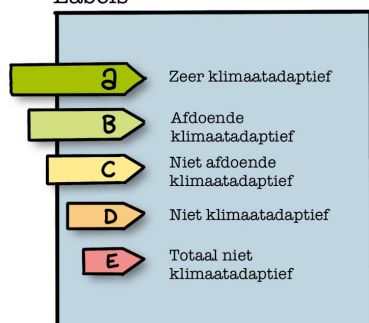 Labels
a Zeer klimaatadaptief
B Afdoende
klimaatadaptief
C Niet afdoende
klimaatadaptief
D Niet klimaatadaptief
E Totaal niet
klimaatadaptief